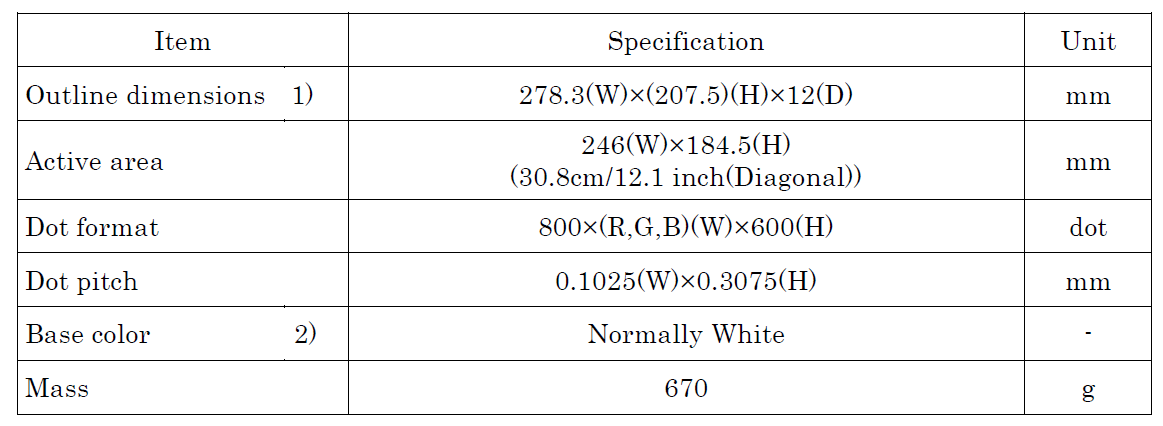 Item Specification Unit
Outline dimensions 1) 278.3(W)×(207.5)(H)×12(D) mm
Active area 246(W)×184.5(H) mm
(30.8cm/12.1 inch(Diagonal))
Dot format 800×(R,G,B)(W)×600(H) dot
Dot pitch 0.1025(W)×0.3075(H) mm
Base color 2) Normally White -
Mass 670 g